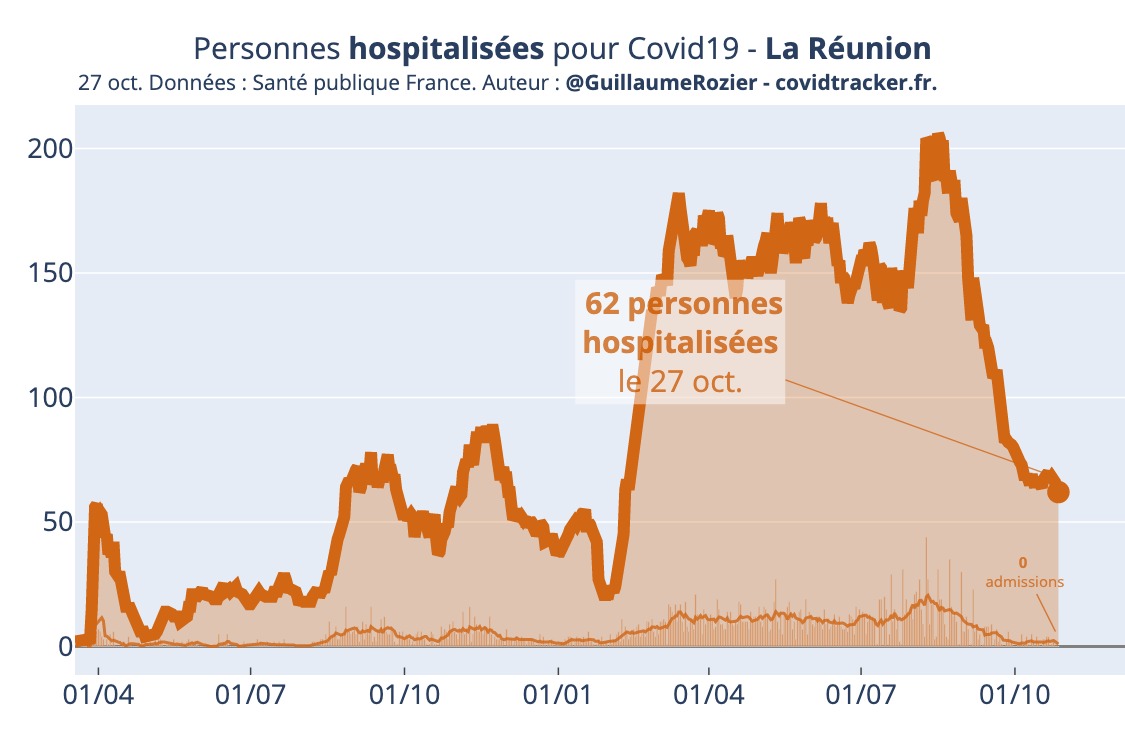 Personnes hospitalisées pour Covid19 - La Réunion
27 oct. Données : Santé publique France. Auteur : @GuillaumeRozier - covidtracker.fr.
200
150
100
50
0
62 personnes
hospitalisées
le 27 oct.
0
admissions
01/04
01/07
01/10
01/01
01/04
01/07
01/10